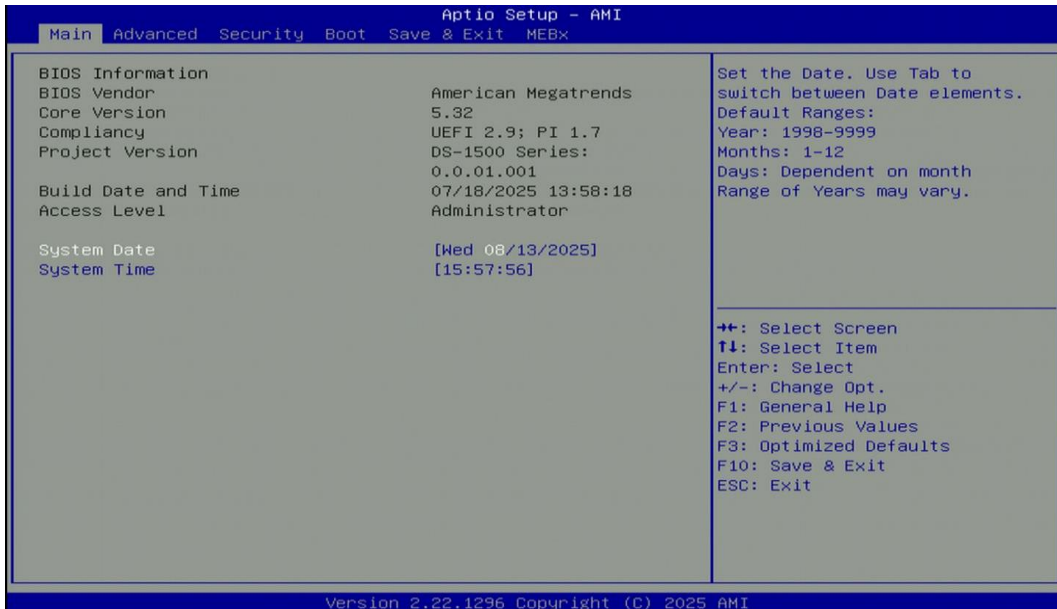 Aptio Setup - AMI
Main Advanced Security Boot Save & Exit MEBx
BIOS Information
BIOS Vendor American Megatrends
Core Version 5.32
Compliancy UEFI 2.9; PI 1.7
Project Version DS-1500 Series:
0.0.01.001
Build Date and Time 07/18/2025 13:58:18
Access Level Administrator
System Date [Wed 08/13/2025]
System Time [15:57:56]
Set the Date. Use Tab to
switch between Date elements.
Default Ranges:
Year: 1998-9999
Months: 1-12
Days: Dependent on month
Range of Years may vary.
→←: Select Screen
↑↓: Select Item
Enter: Select
+/-: Change Opt.
F1: General Help
F2: Previous Values
F3: Optimized Defaults
F10: Save & Exit
ESC: Exit
Version 2.22.1296 Copyright (C) 2025 AMI